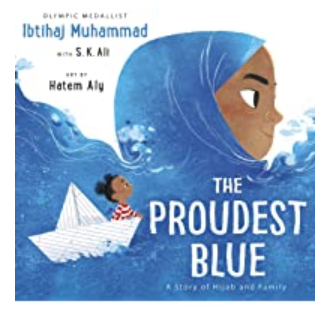 OLYMPIC MEDALLIST
Ibtihaj Muhammad
WITH S. K. Ali
ART BY
Hatem Aly
THE
PROUDEST
BLUE
A Story of Hijab and Family